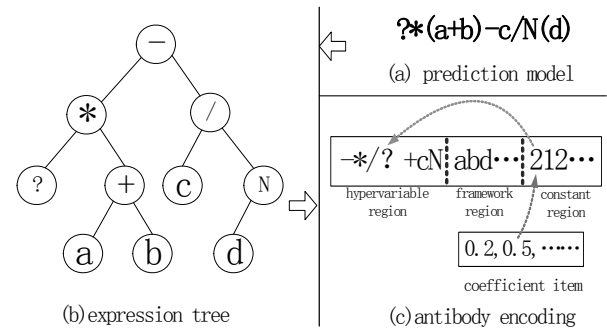 ?*(a+b)-c/N(d)
(a) prediction model
−
* /
? + c N
a b d
(b)expression tree
-*/? +cN abd··· 212···
hypervariable region framework region constant region
0.2,0.5,······
coefficient item
(c)antibody encoding